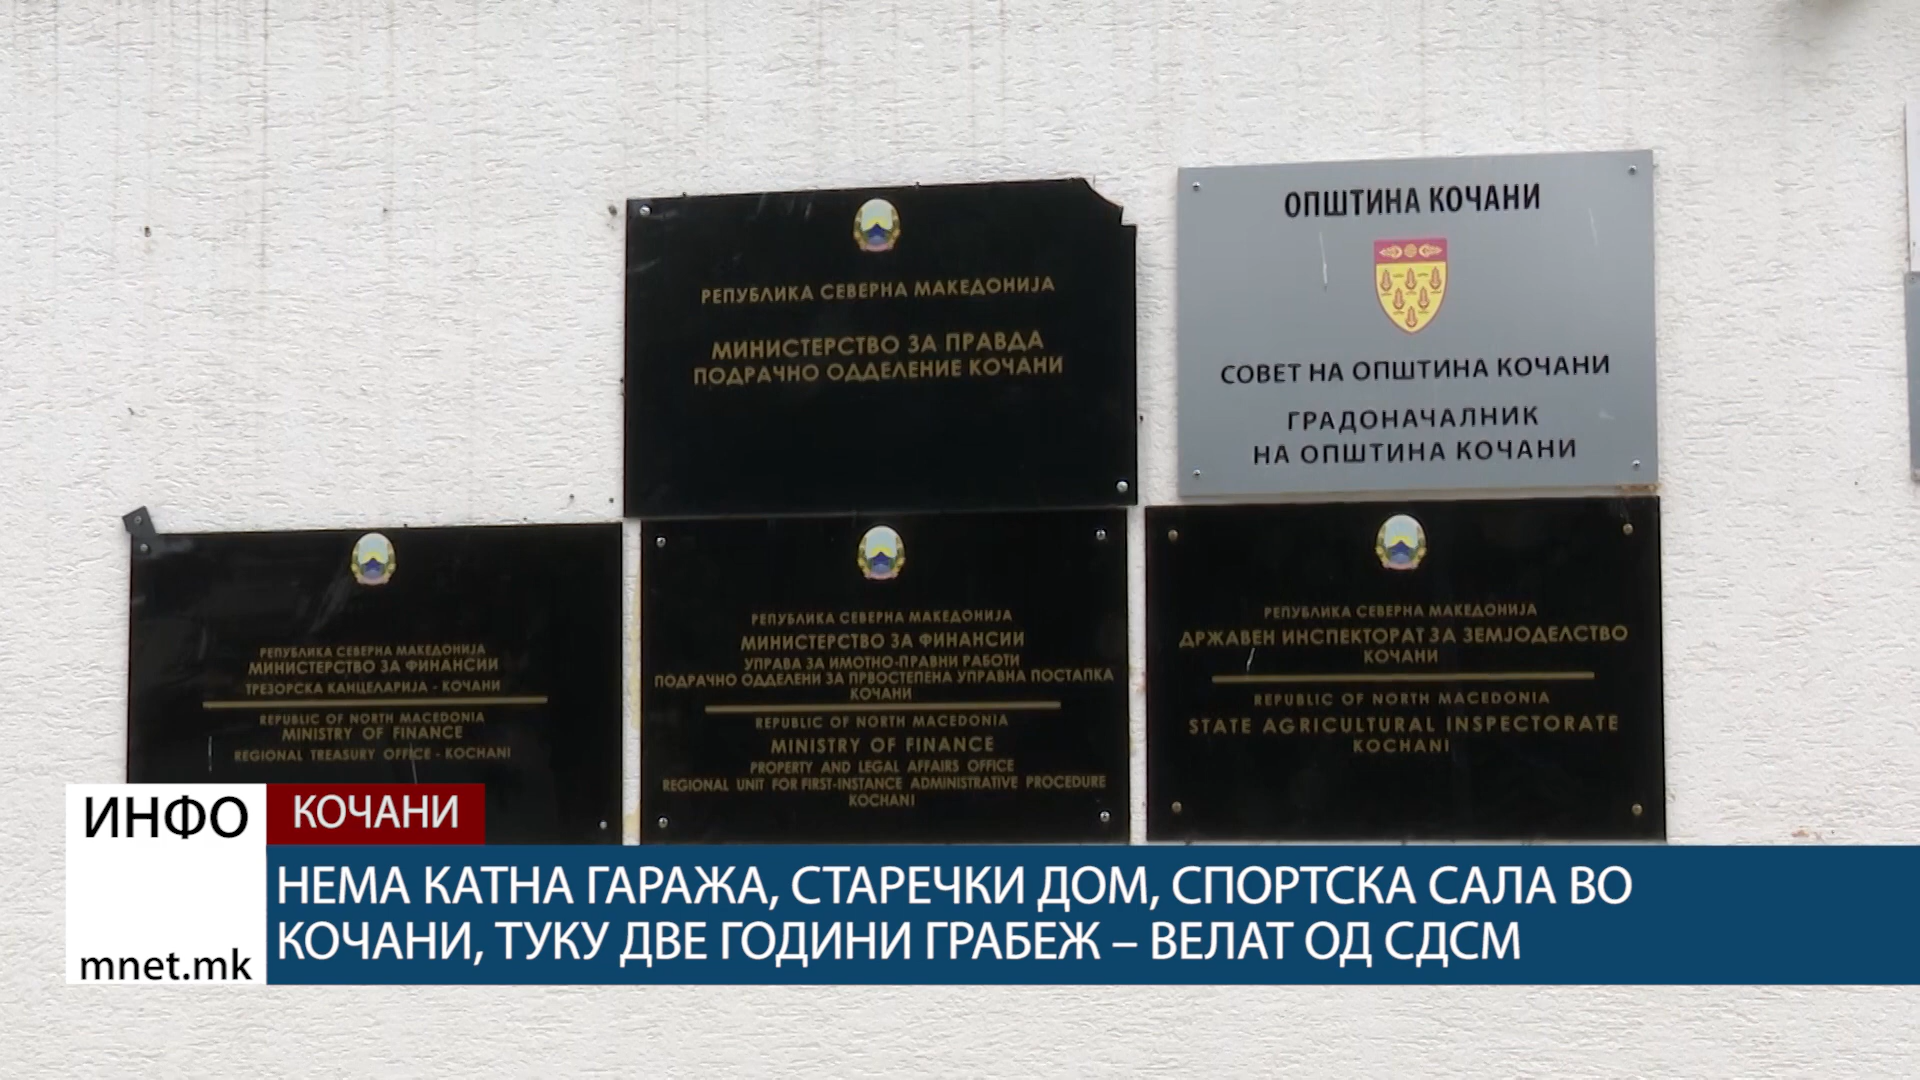 РЕПУБЛИКА СЕВЕРНА МАКЕДОНИЈА
МИНИСТЕРСТВО ЗА ПРАВДА
ПОДРАЧНО ОДДЕЛЕНИЕ КОЧАНИ
ОПШТИНА КОЧАНИ
СОВЕТ НА ОПШТИНА КОЧАНИ
ГРАДОНАЧАЛНИК
НА ОПШТИНА КОЧАНИ
РЕПУБЛИКА СЕВЕРНА МАКЕДОНИЈА
МИНИСТЕРСТВО ЗА ФИНАНСИИ
ТРЕЗОРСКА КАНЦЕЛАРИЈА - КОЧАНИ
REPUBLIC OF NORTH MACEDONIA
MINISTRY OF FINANCE
REGIONAL TREASURY OFFICE - KOCHANI
РЕПУБЛИКА СЕВЕРНА МАКЕДОНИЈА
МИНИСТЕРСТВО ЗА ФИНАНСИИ
УПРАВА ЗА ИМОТНО-ПРАВНИ РАБОТИ
ПОДРАЧНО ОДДЕЛЕНИ ЗА ПРВОСТЕПЕНА УПРАВНА ПОСТАПКА
КОЧАНИ
REPUBLIC OF NORTH MACEDONIA
MINISTRY OF FINANCE
PROPERTY AND LEGAL AFFAIRS OFFICE
REGIONAL UNIT FOR FIRST-INSTANCE ADMINISTRATIVE PROCEDURE
KOCHANI
РЕПУБЛИКА СЕВЕРНА МАКЕДОНИЈА
ДРЖАВЕН ИНСПЕКТОРАТ ЗА ЗЕМЈОДЕЛСТВО
КОЧАНИ
REPUBLIC OF NORTH MACEDONIA
STATE AGRICULTURAL INSPECTORATE
KOCHANI
ИНФО
КОЧАНИ
НЕМА КАТНА ГАРАЖА, СТАРЕЧКИ ДОМ, СПОРТСКА САЛА ВО
КОЧАНИ, ТУКУ ДВЕ ГОДИНИ ГРАБЕЖ – ВЕЛАТ ОД СДСМ
mnet.mk